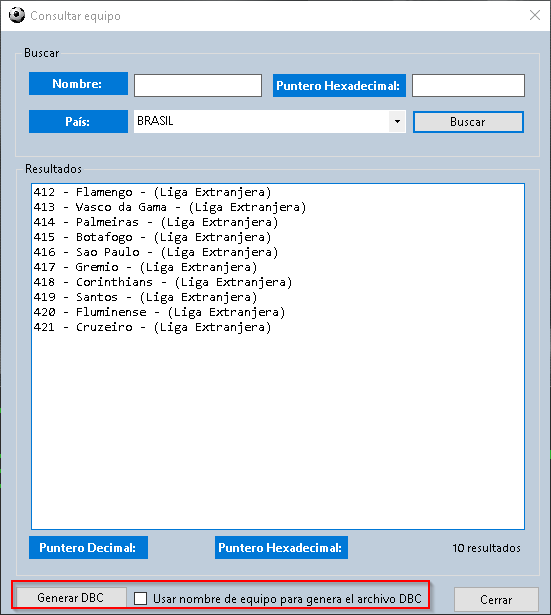 Consultar equipo
Buscar
Nombre:
Puntero Hexadecimal:
País:
BRASIL
Buscar
Resultados
412 - Flamengo - (Liga Extranjera)
413 - Vasco da Gama - (Liga Extranjera)
414 - Palmeiras - (Liga Extranjera)
415 - Botafogo - (Liga Extranjera)
416 - Sao Paulo - (Liga Extranjera)
417 - Gremio - (Liga Extranjera)
418 - Corinthians - (Liga Extranjera)
419 - Santos - (Liga Extranjera)
420 - Fluminense - (Liga Extranjera)
421 - Cruzeiro - (Liga Extranjera)
Puntero Decimal:
Puntero Hexadecimal:
10 resultados
Generar DBC
Usar nombre de equipo para genera el archivo DBC
Cerrar